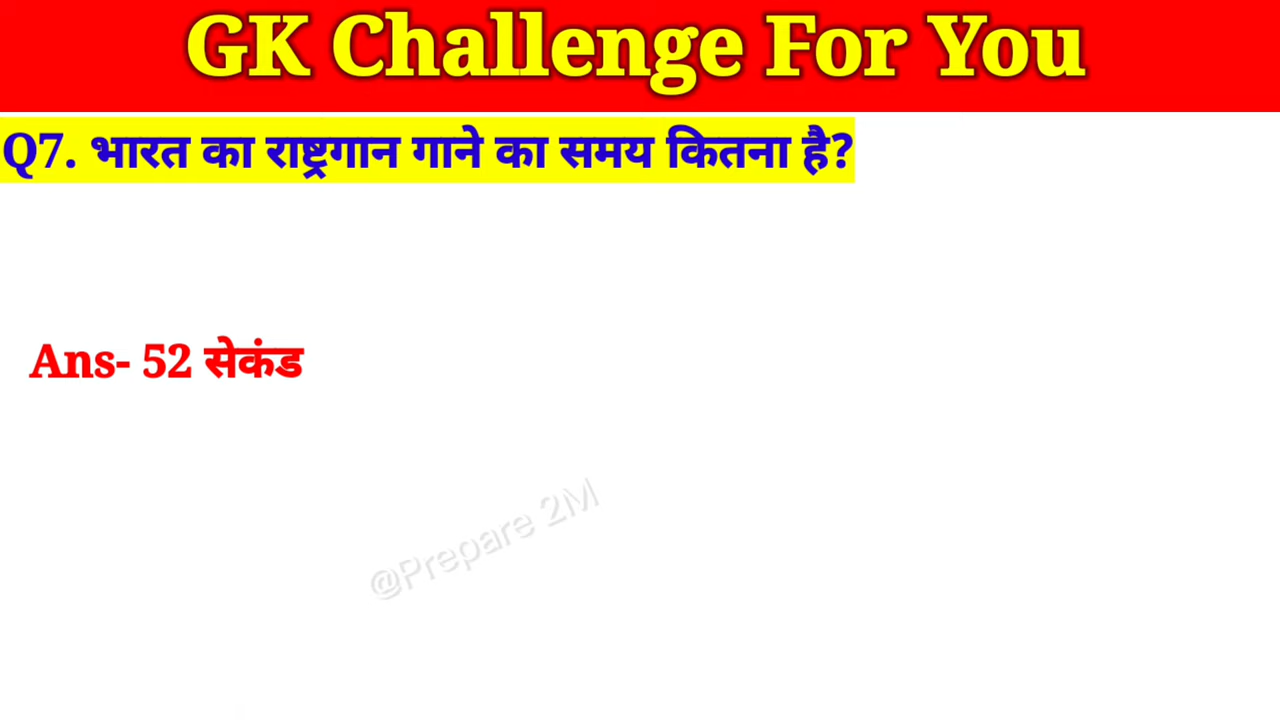 GK Challenge For You
Q7. भारत का राष्ट्रगान गाने का समय कितना है?
Ans- 52 सेकंड
@Prepare 2M